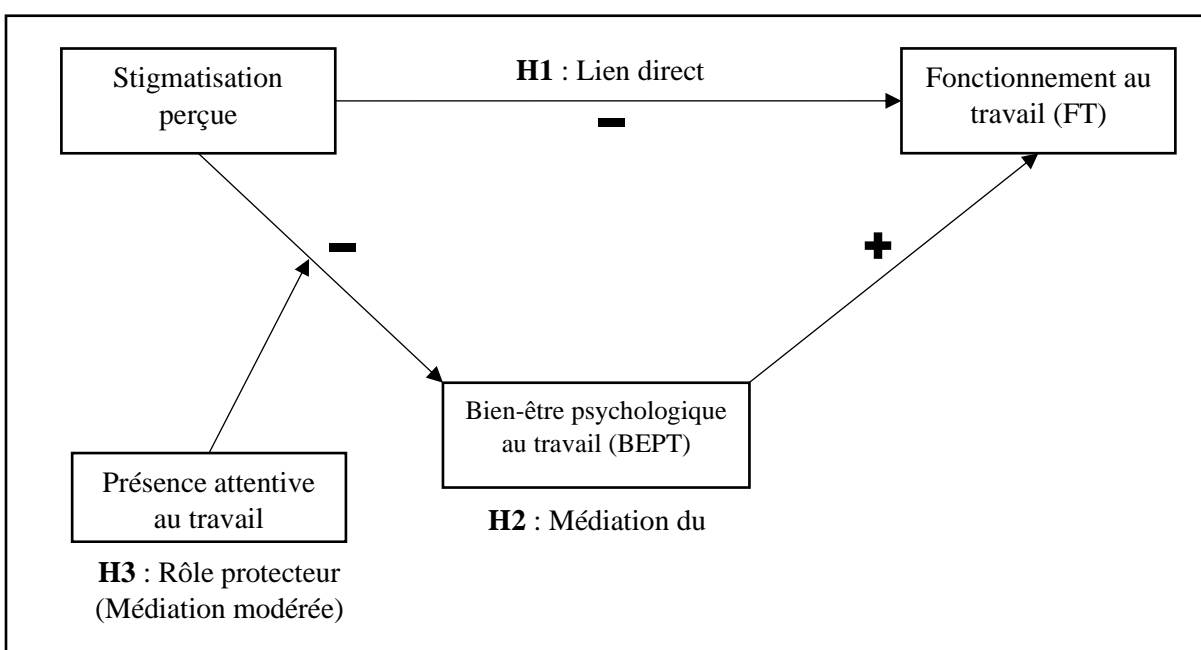 Stigmatisation
perçue
H1 : Lien direct
Fonctionnement au
travail (FT)
Bien-être psychologique
au travail (BEPT)
H2 : Médiation du
Présence attentive
au travail
H3 : Rôle protecteur
(Médiation modérée)